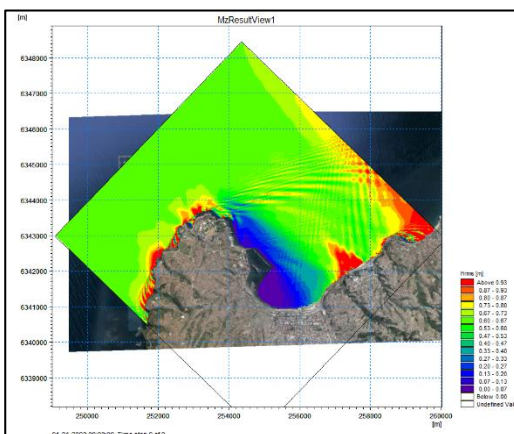 [m]
MzResultView1
6348000
6347000
6346000
6345000
6344000
6343000
6342000
6341000
6340000
6339000
250000
252000
254000
256000
258000
260000
[m]
Hrms [m]
Above 0.93
0.87 - 0.93
0.80 - 0.87
0.73 - 0.80
0.67 - 0.73
0.60 - 0.67
0.53 - 0.60
0.47 - 0.53
0.40 - 0.47
0.33 - 0.40
0.27 - 0.33
0.20 - 0.27
0.13 - 0.20
0.07 - 0.13
0.00 - 0.07
Below 0.00
Undefined Val